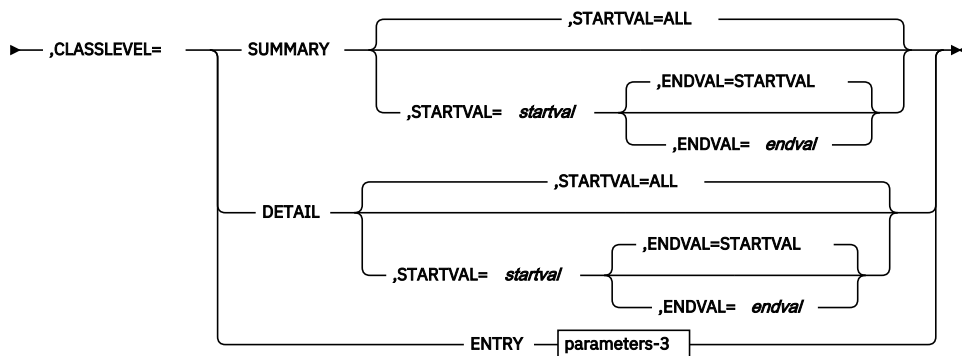 ,STARTVAL=ALL
,CLASSLEVEL= SUMMARY
,ENDVAL=STARTVAL
,STARTVAL= startval
,ENDVAL= endval
,STARTVAL=ALL
DETAIL
,ENDVAL=STARTVAL
,STARTVAL= startval
,ENDVAL= endval
ENTRY parameters-3